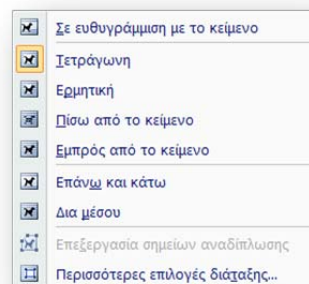 Σε ευθυγράμμιση με το κείμενο
Τετράγωνη
Ερμητική
Πίσω από το κείμενο
Εμπρός από το κείμενο
Επάνω και κάτω
Δια μέσου
Επεξεργασία σημείων αναδίπλωσης
Περισσότερες επιλογές διάταξης...